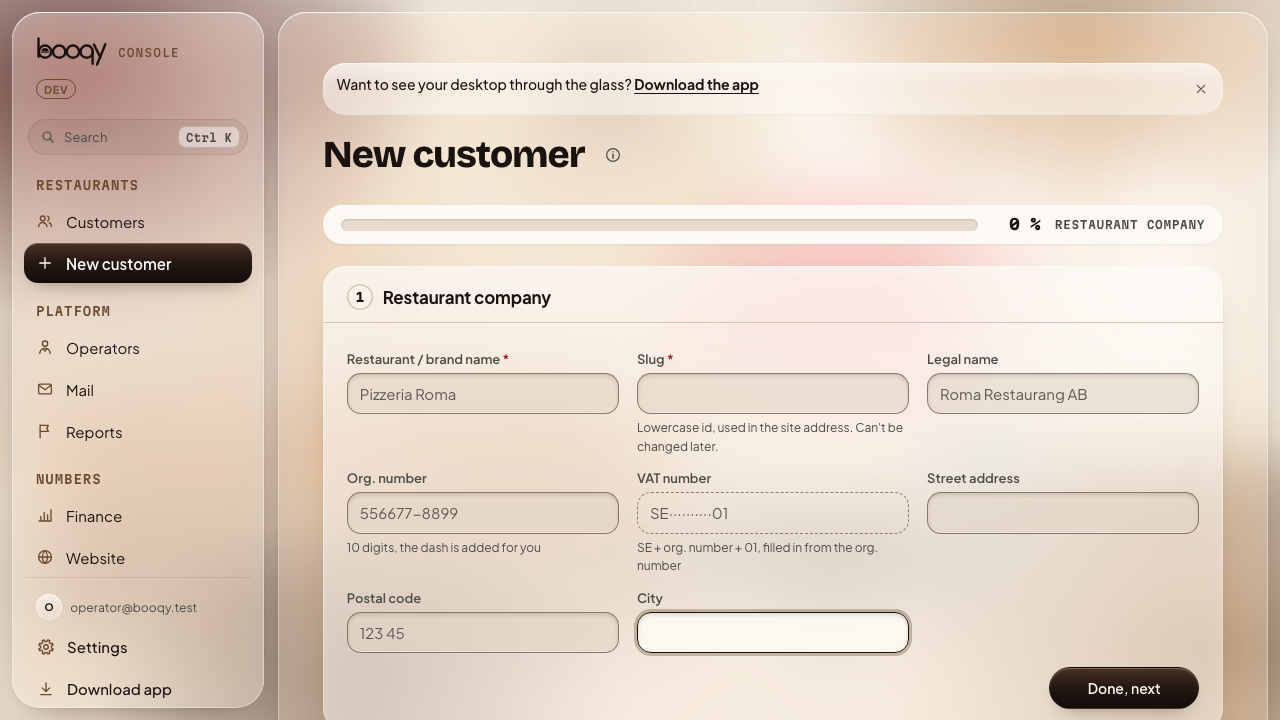 booqy CONSOLE
DEV
Search Ctrl K
RESTAURANTS
Customers
New customer
PLATFORM
Operators
Mail
Reports
NUMBERS
Finance
Website
O operator@booqy.test
Settings
Download app
Want to see your desktop through the glass? Download the app
New customer
0 % RESTAURANT COMPANY
1 Restaurant company
Restaurant / brand name * Slug * Legal name
Pizzeria Roma Roma Restaurang AB
Lowercase id, used in the site address. Can't be
changed later.
Org. number VAT number Street address
556677–8899 SE··········01
10 digits, the dash is added for you SE + org. number + 01, filled in from the org.
number
Postal code City
123 45
Done, next